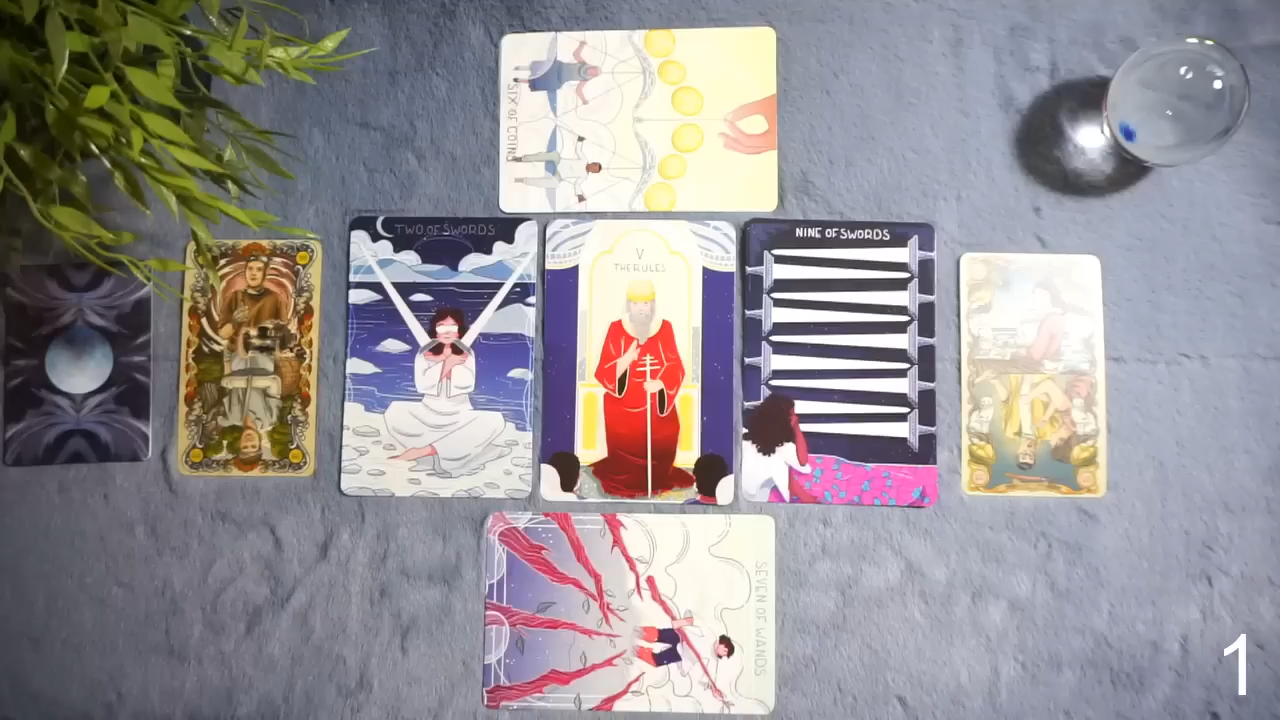 SIX OF COINS
TWO OF SWORDS
V
THE RULES
NINE OF SWORDS
SEVEN OF WANDS
1